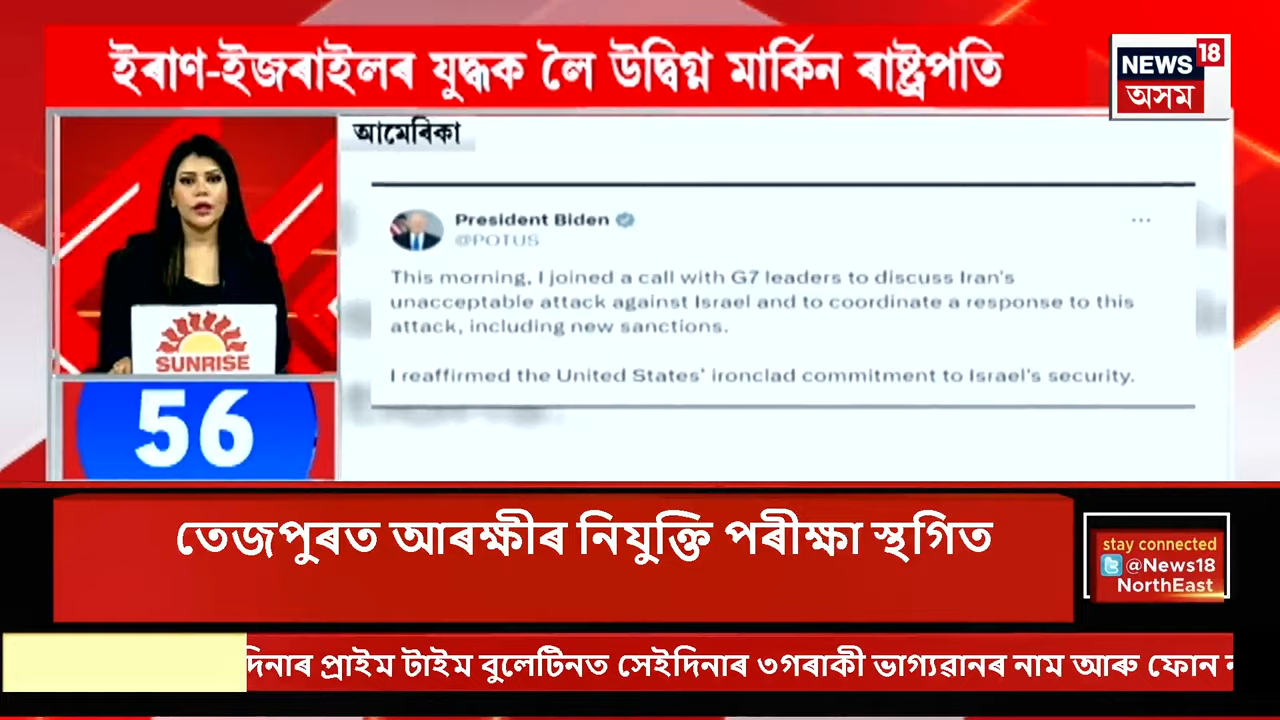 ইৰাণ-ইজৰাইলৰ যুদ্ধক লৈ উদ্বিগ্ন মাৰ্কিন ৰাষ্ট্ৰপতি
NEWS 18
অসম
আমেৰিকা
President Biden
@POTUS
This morning, I joined a call with G7 leaders to discuss Iran's
unacceptable attack against Israel and to coordinate a response to this
attack, including new sanctions.
I reaffirmed the United States' ironclad commitment to Israel's security.
SUNRISE
56
তেজপুৰত আৰক্ষীৰ নিযুক্তি পৰীক্ষা স্থগিত
stay connected
@News18
NorthEast
দিনাৰ প্ৰাইম টাইম বুলেটিনত সেইদিনাৰ ৩গৰাকী ভাগ্যৱানৰ নাম আৰু ফোন